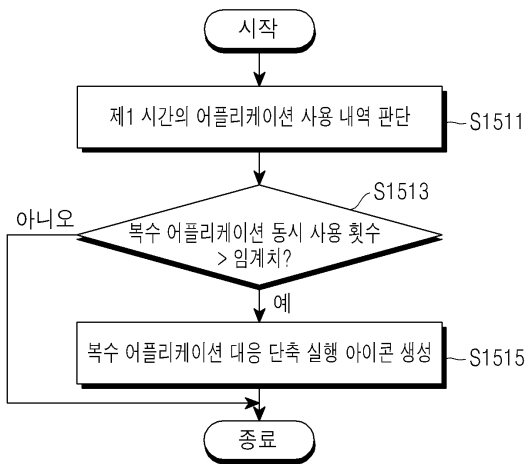 시작
제1 시간의 어플리케이션 사용 내역 판단
S1511
S1513
아니오
복수 어플리케이션 동시 사용 횟수
> 임계치?
예
복수 어플리케이션 대응 단축 실행 아이콘 생성
S1515
종료